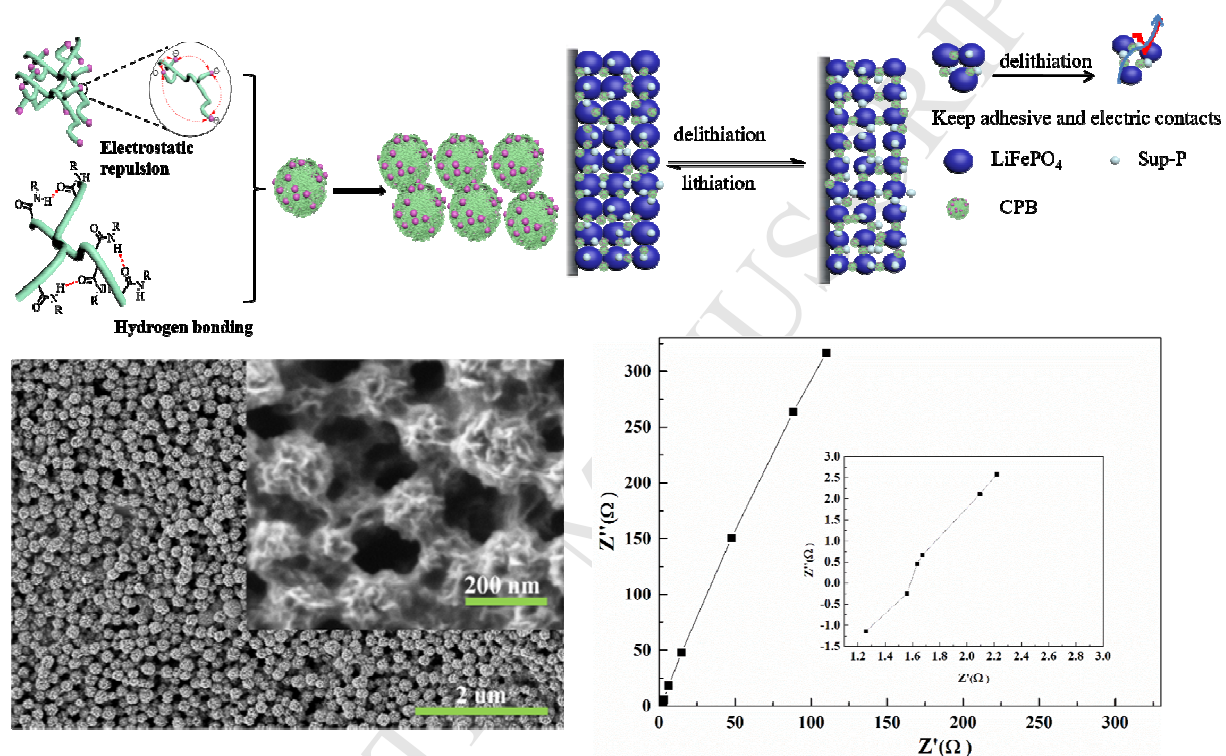 Electrostatic
repulsion
R
N
H
O
NH
O
R
O
N
H
R
H
N
R
O
O
NH
R
O
N
H
R
Hydrogen bonding
delithiation
lithiation
delithiation
Keep adhesive and electric contacts
LiFePO4
Sup-P
CPB
200 nm
2 um
Z''(Ω)
300
250
200
150
100
50
0
0 50 100 150 200 250 300
Z'(Ω)
Z''(Ω)
3.0
2.5
2.0
1.5
1.0
0.5
0.0
-0.5
-1.0
-1.5
1.2 1.4 1.6 1.8 2.0 2.2 2.4 2.6 2.8 3.0
Z'(Ω)